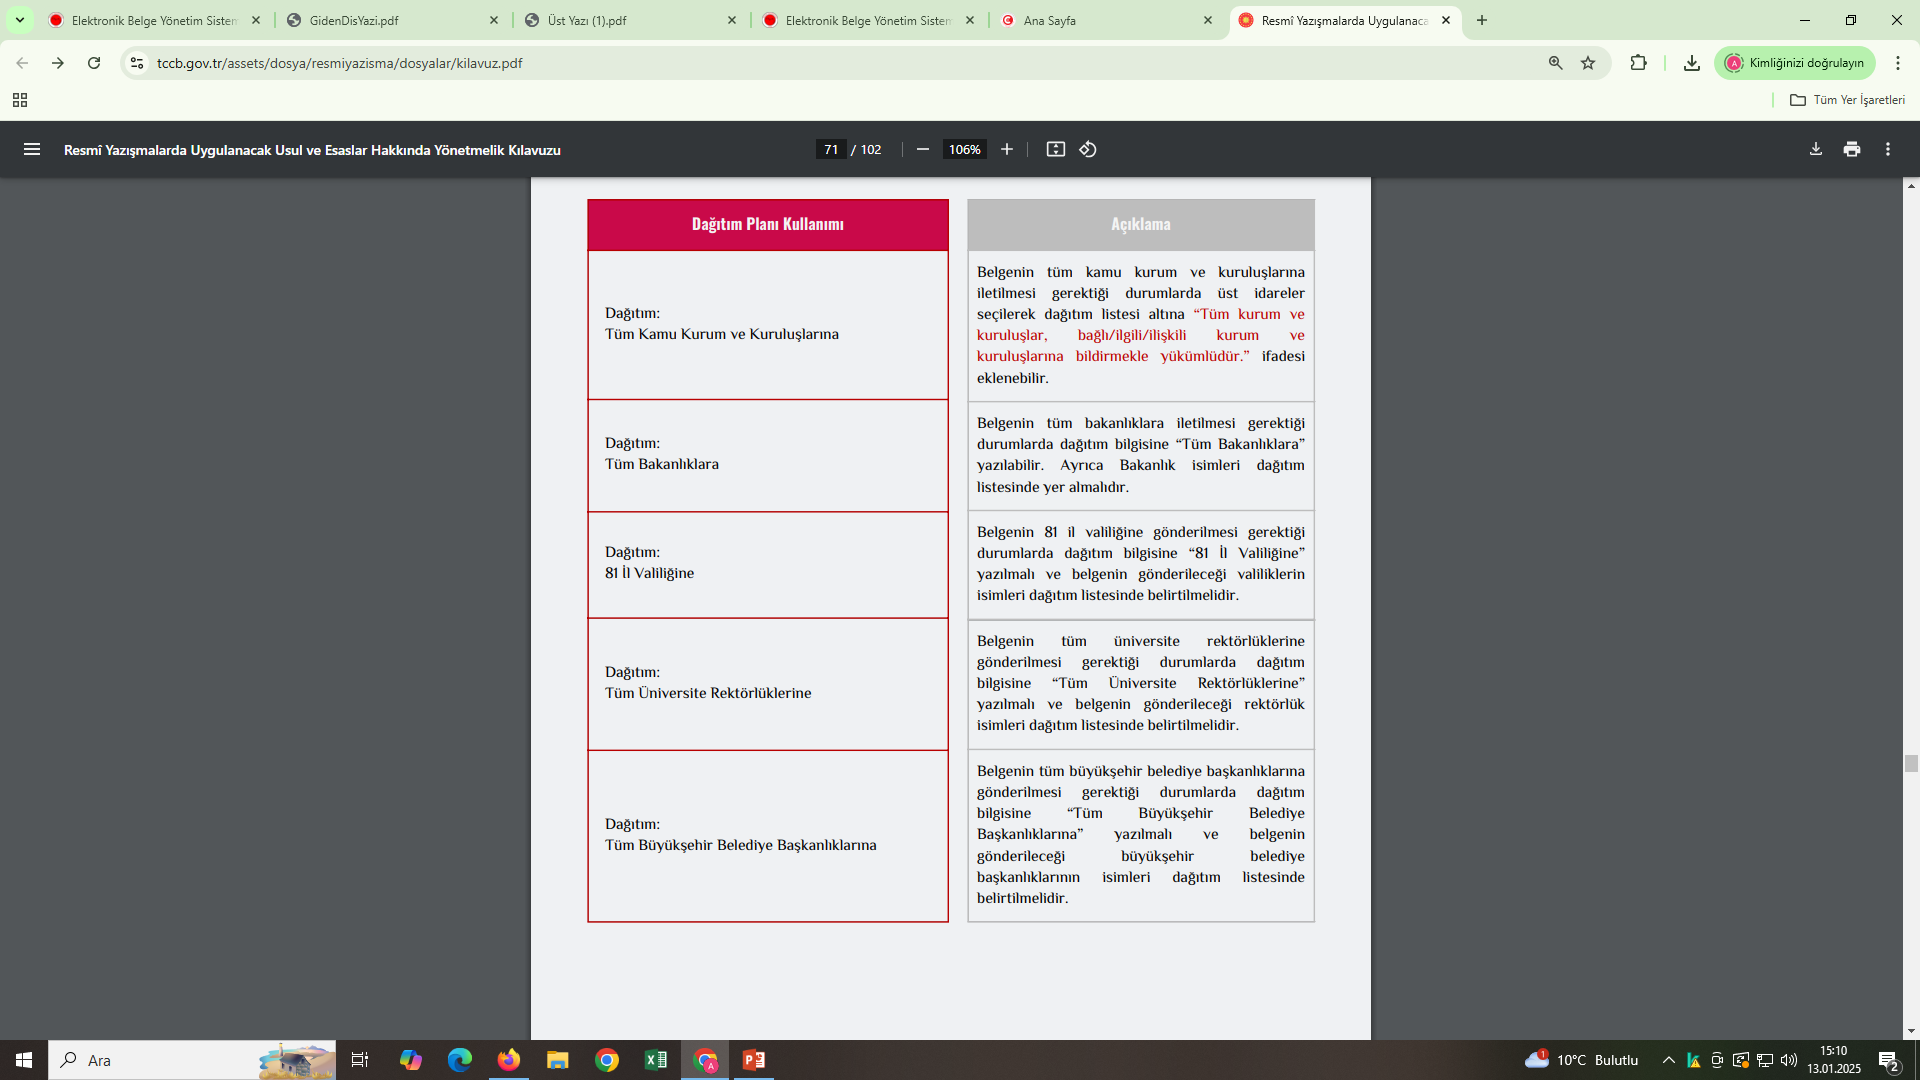 Elektronik Belge Yönetim Sistem
GidenDisYazi.pdf
Üst Yazı (1).pdf
Elektronik Belge Yönetim Sistem
Ana Sayfa
Resmî Yazışmalarda Uygulanaca
tccb.gov.tr/assets/dosya/resmiyazisma/dosyalar/kilavuz.pdf
Kimliğinizi doğrulayın
Tüm Yer İşaretleri
Resmî Yazışmalarda Uygulanacak Usul ve Esaslar Hakkında Yönetmelik Kılavuzu
71 / 102
106%
Dağıtım Planı Kullanımı
Açıklama
Dağıtım:
Tüm Kamu Kurum ve Kuruluşlarına
Belgenin tüm kamu kurum ve kuruluşlarına
iletilmesi gerektiği durumlarda üst idareler
seçilerek dağıtım listesi altına “Tüm kurum ve
kuruluşlar, bağlı/ilgili/ilişkili kurum ve
kuruluşlarına bildirmekle yükümlüdür.” ifadesi
eklenebilir.
Dağıtım:
Tüm Bakanlıklara
Belgenin tüm bakanlıklara iletilmesi gerektiği
durumlarda dağıtım bilgisine “Tüm Bakanlıklara”
yazılabilir. Ayrıca Bakanlık isimleri dağıtım
listesinde yer almalıdır.
Dağıtım:
81 İl Valiliğine
Belgenin 81 il valiliğine gönderilmesi gerektiği
durumlarda dağıtım bilgisine “81 İl Valiliğine”
yazılmalı ve belgenin gönderileceği valiliklerin
isimleri dağıtım listesinde belirtilmelidir.
Dağıtım:
Tüm Üniversite Rektörlüklerine
Belgenin tüm üniversite rektörlüklerine
gönderilmesi gerektiği durumlarda dağıtım
bilgisine “Tüm Üniversite Rektörlüklerine”
yazılmalı ve belgenin gönderileceği rektörlük
isimleri dağıtım listesinde belirtilmelidir.
Dağıtım:
Tüm Büyükşehir Belediye Başkanlıklarına
Belgenin tüm büyükşehir belediye başkanlıklarına
gönderilmesi gerektiği durumlarda dağıtım
bilgisine “Tüm Büyükşehir Belediye
Başkanlıklarına” yazılmalı ve belgenin
gönderileceği büyükşehir belediye
başkanlıklarının isimleri dağıtım listesinde
belirtilmelidir.
Ara
1
10°C Bulutlu
15:10
13.01.2025
2